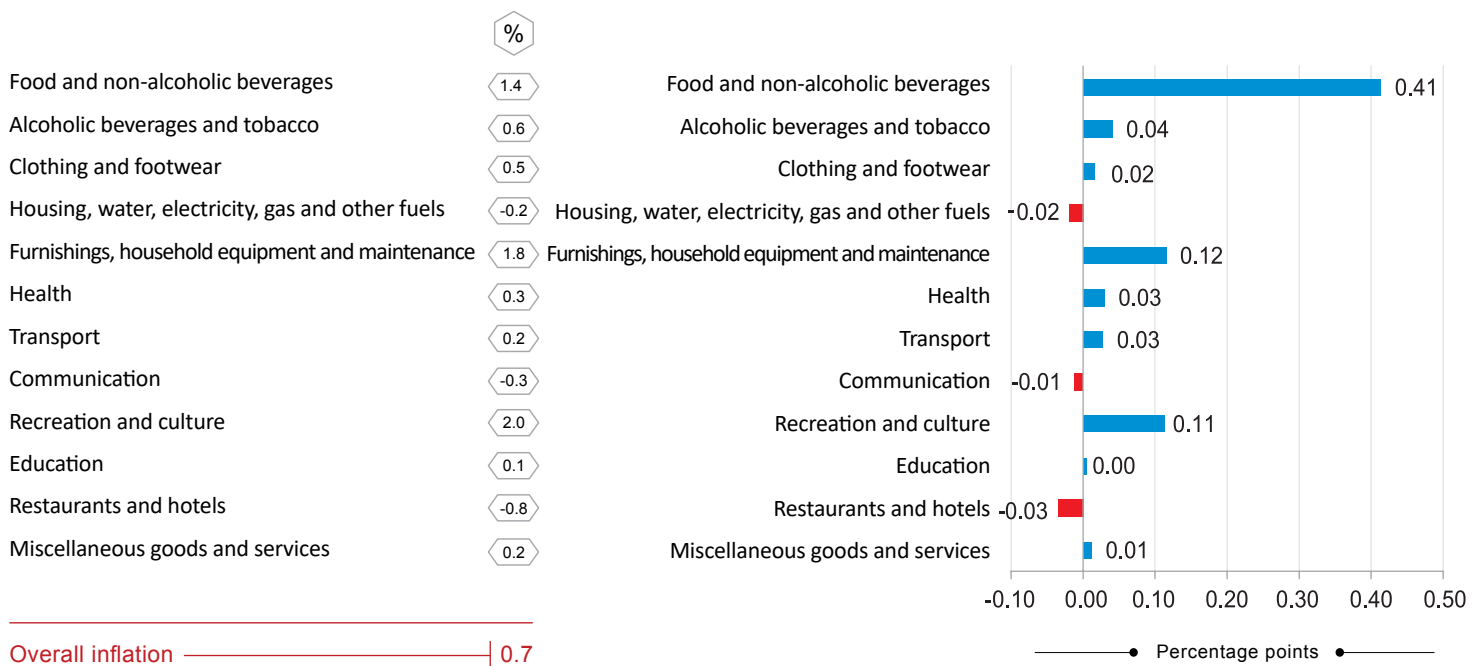 %
Food and non-alcoholic beverages 1.4
Alcoholic beverages and tobacco 0.6
Clothing and footwear 0.5
Housing, water, electricity, gas and other fuels -0.2
Furnishings, household equipment and maintenance 1.8
Health 0.3
Transport 0.2
Communication -0.3
Recreation and culture 2.0
Education 0.1
Restaurants and hotels -0.8
Miscellaneous goods and services 0.2
Overall inflation 0.7
Food and non-alcoholic beverages 0.41
Alcoholic beverages and tobacco 0.04
Clothing and footwear 0.02
Housing, water, electricity, gas and other fuels -0.02
Furnishings, household equipment and maintenance 0.12
Health 0.03
Transport 0.03
Communication -0.01
Recreation and culture 0.11
Education 0.00
Restaurants and hotels -0.03
Miscellaneous goods and services 0.01
-0.10 0.00 0.10 0.20 0.30 0.40 0.50
Percentage points